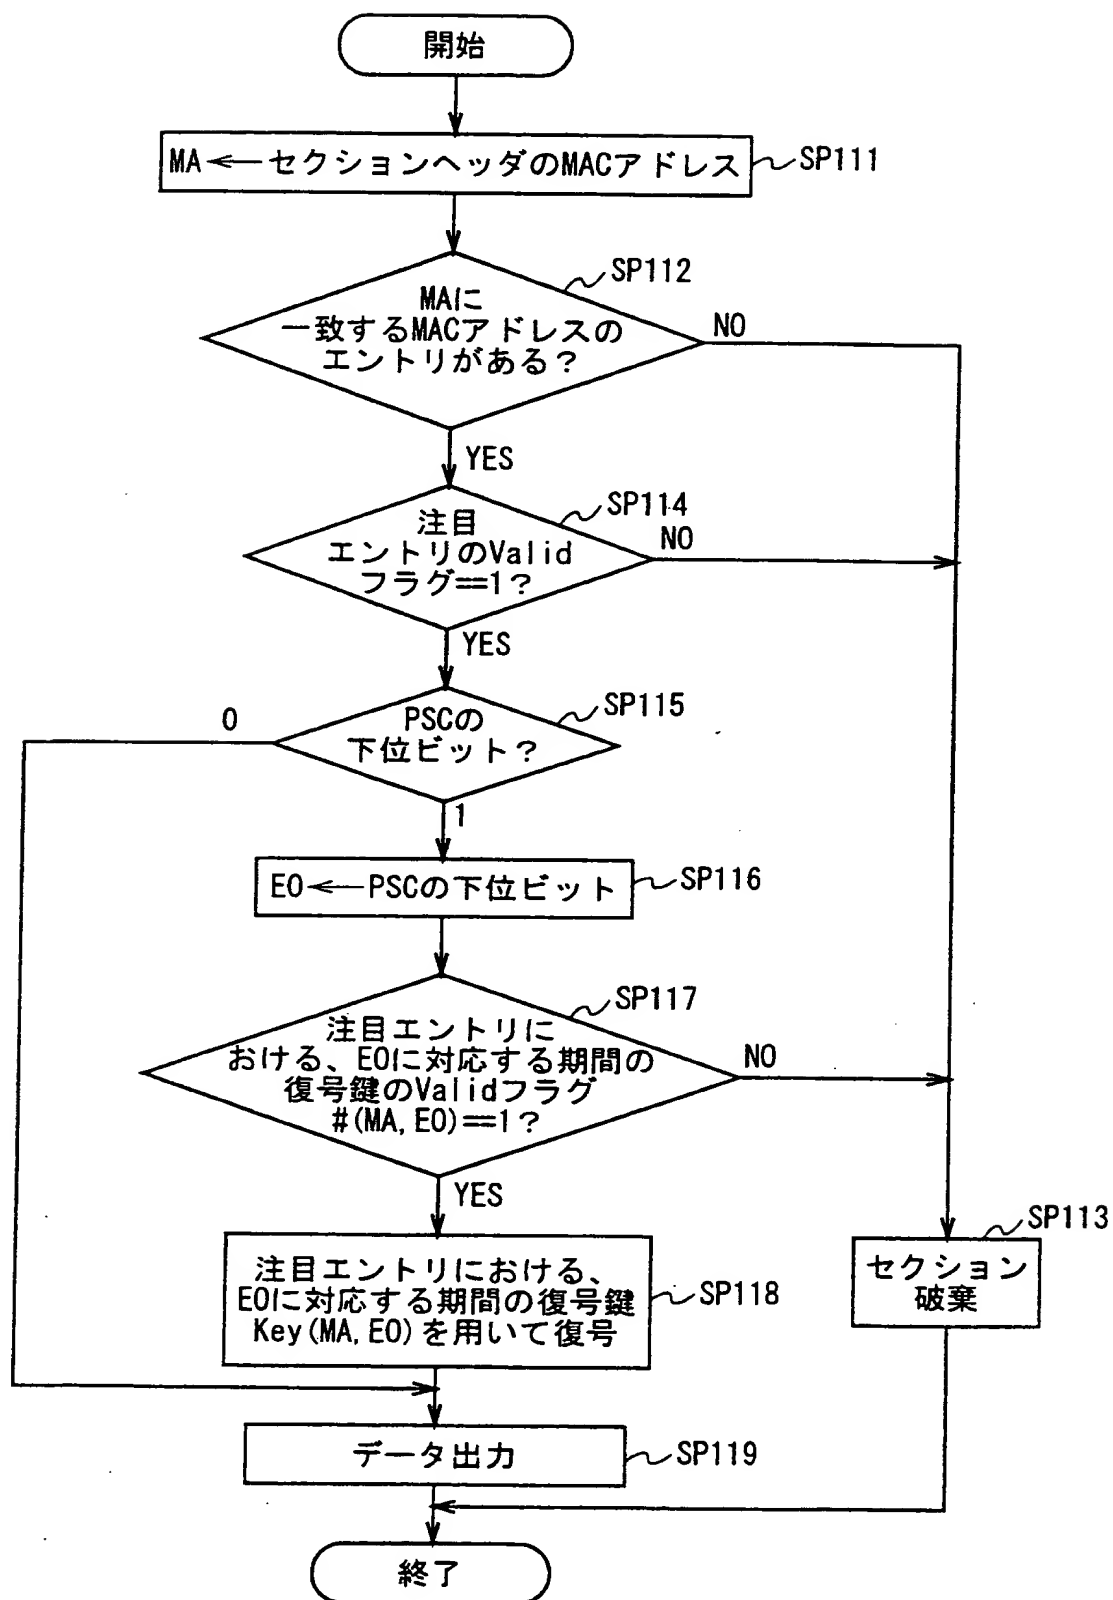 開始
MA←セクションヘッダのMACアドレス
SP111
SP112
MAに
一致するMACアドレスの
エントリがある?
NO
YES
SP114
注目
エントリのValid
フラグ==1?
NO
YES
SP115
PSCの
下位ビット?
0
1
EO←PSCの下位ビット
SP116
SP117
注目エントリに
おける、EOに対応する期間の
復号鍵のValidフラグ
#(MA,EO)==1?
NO
YES
SP113
セクション
破棄
注目エントリにおける、
EOに対応する期間の復号鍵
Key(MA,EO)を用いて復号
SP118
データ出力
SP119
終了